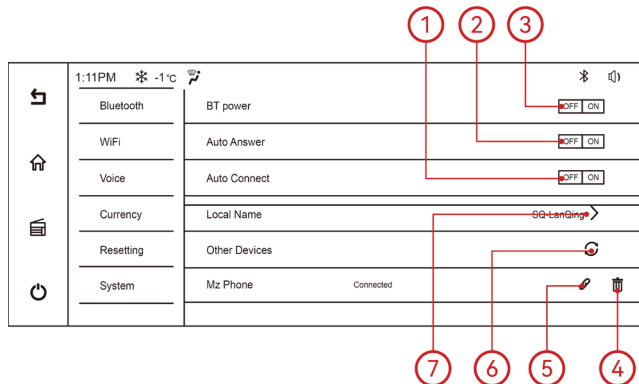 1 2 3
1:11PM -1℃
Bluetooth BT power OFF ON
WiFi Auto Answer OFF ON
Voice Auto Connect OFF ON
Currency Local Name SQ-LanQing
Resetting Other Devices
System Mz Phone Connected
7 6 5 4